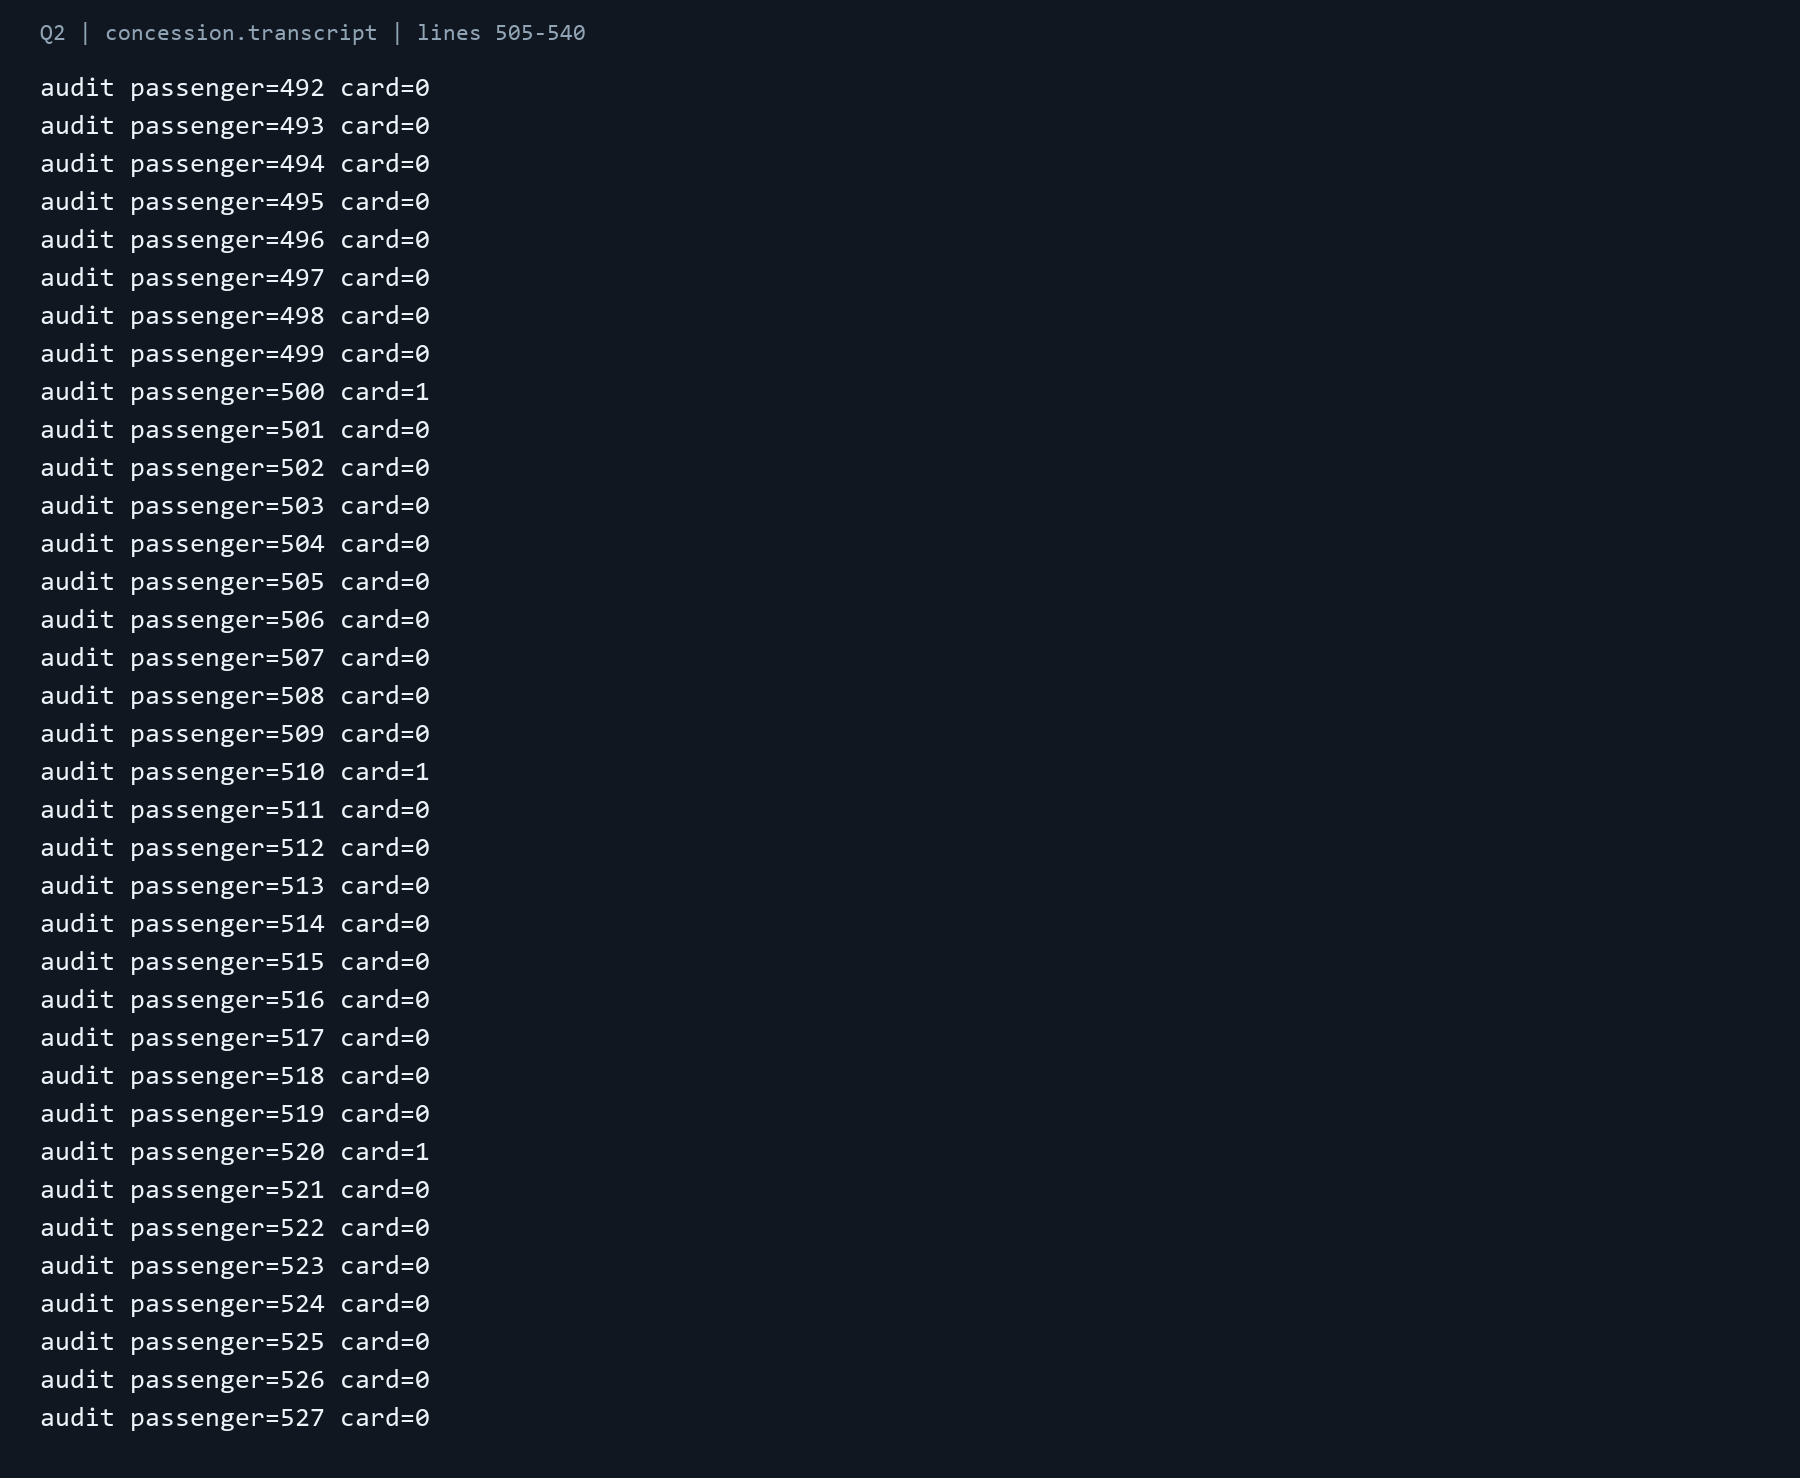 Q2 | concession.transcript | lines 505-540
audit passenger=492 card=0
audit passenger=493 card=0
audit passenger=494 card=0
audit passenger=495 card=0
audit passenger=496 card=0
audit passenger=497 card=0
audit passenger=498 card=0
audit passenger=499 card=0
audit passenger=500 card=1
audit passenger=501 card=0
audit passenger=502 card=0
audit passenger=503 card=0
audit passenger=504 card=0
audit passenger=505 card=0
audit passenger=506 card=0
audit passenger=507 card=0
audit passenger=508 card=0
audit passenger=509 card=0
audit passenger=510 card=1
audit passenger=511 card=0
audit passenger=512 card=0
audit passenger=513 card=0
audit passenger=514 card=0
audit passenger=515 card=0
audit passenger=516 card=0
audit passenger=517 card=0
audit passenger=518 card=0
audit passenger=519 card=0
audit passenger=520 card=1
audit passenger=521 card=0
audit passenger=522 card=0
audit passenger=523 card=0
audit passenger=524 card=0
audit passenger=525 card=0
audit passenger=526 card=0
audit passenger=527 card=0